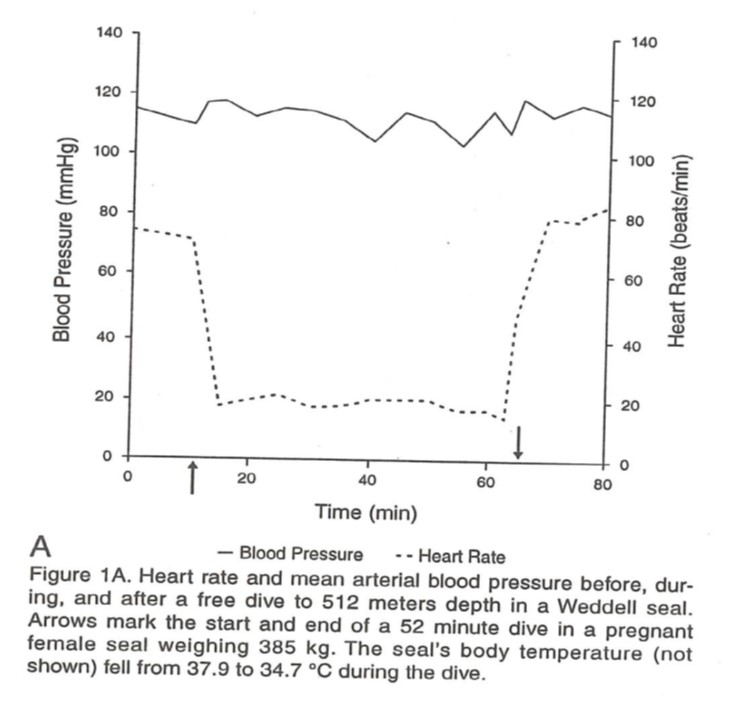 140
120
100
80
60
40
20
0
Blood Pressure (mmHg)
140
120
100
80
60
40
20
0
Heart Rate (beats/min)
0
20
40
60
80
Time (min)
A
— Blood Pressure -- Heart Rate
Figure 1A. Heart rate and mean arterial blood pressure before, dur-
ing, and after a free dive to 512 meters depth in a Weddell seal.
Arrows mark the start and end of a 52 minute dive in a pregnant
female seal weighing 385 kg. The seal's body temperature (not
shown) fell from 37.9 to 34.7 °C during the dive.